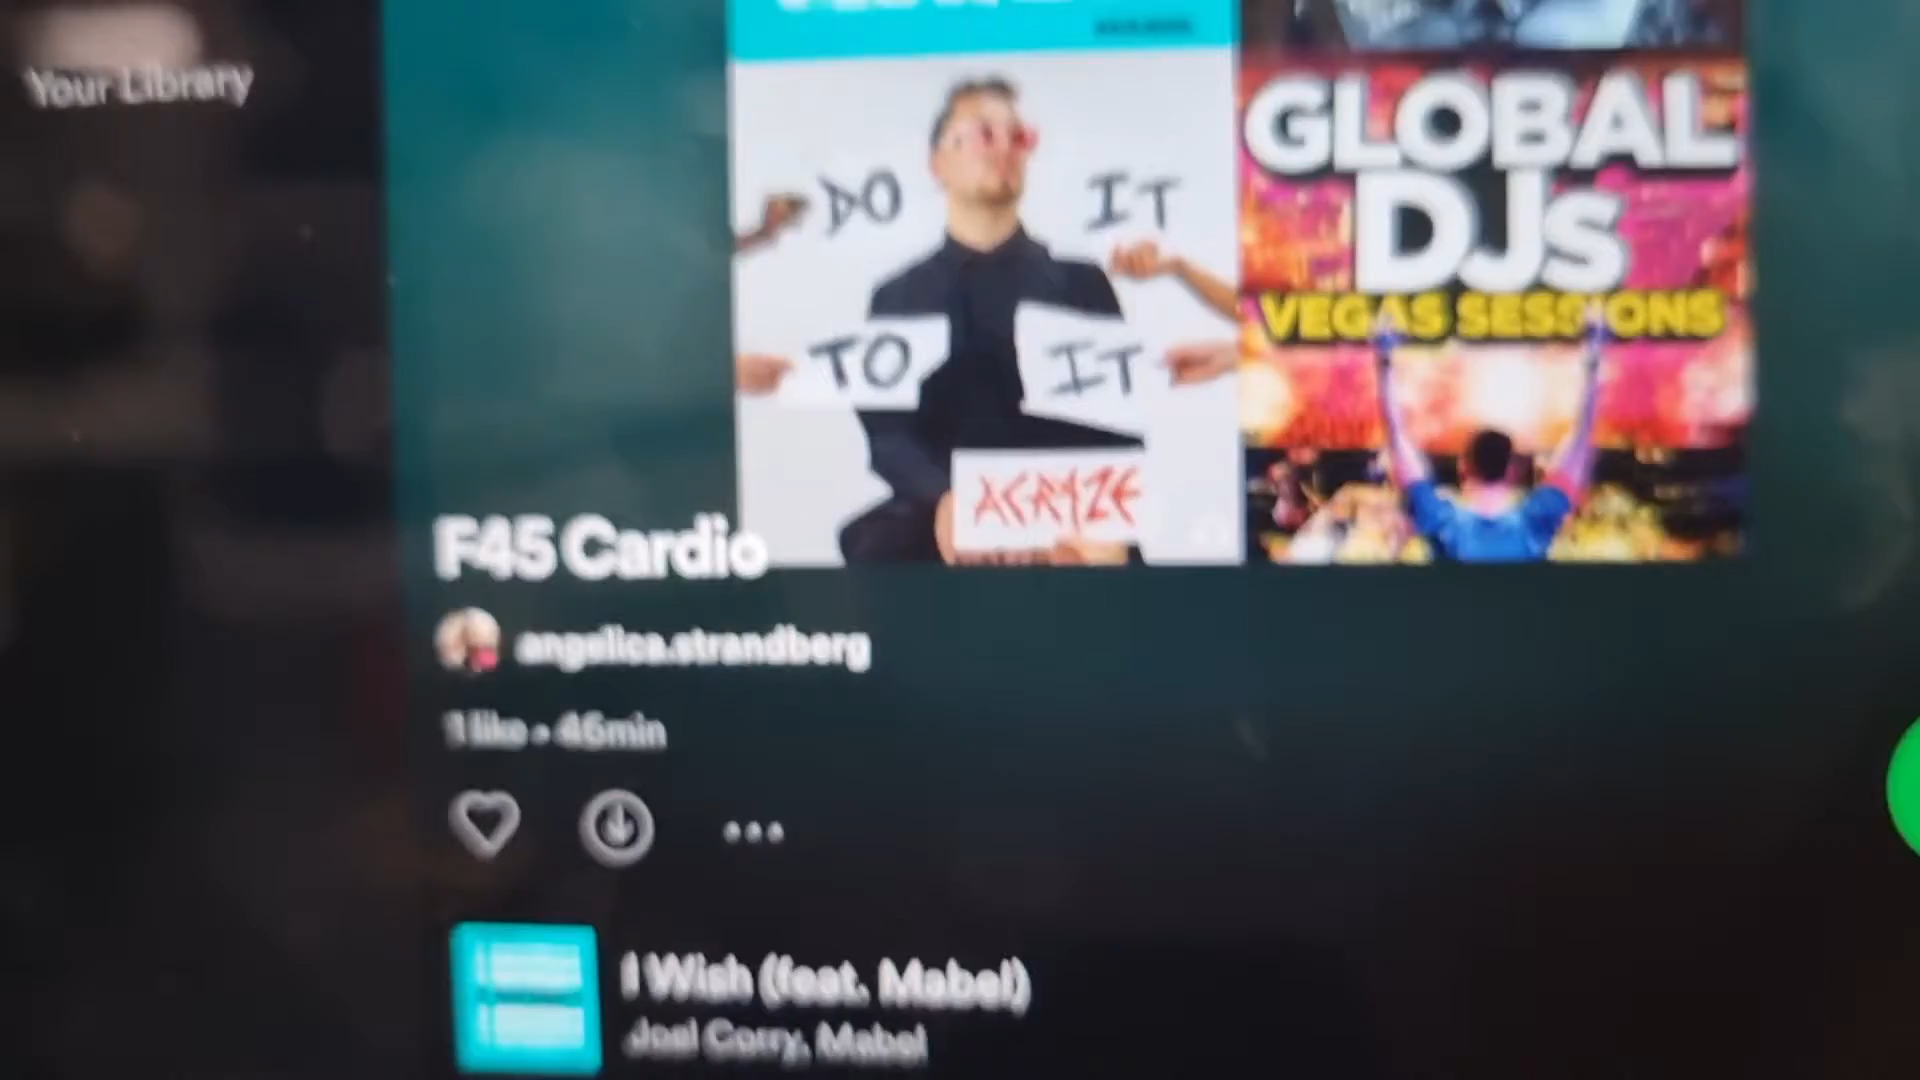 Your Library
DO IT
TO IT
ACRYZE
GLOBAL
DJs
VEGAS SESSIONS
F45 Cardio
angelica.strandberg
1 like • 46min
I Wish (feat. Mabel)
Joel Corry, Mabel